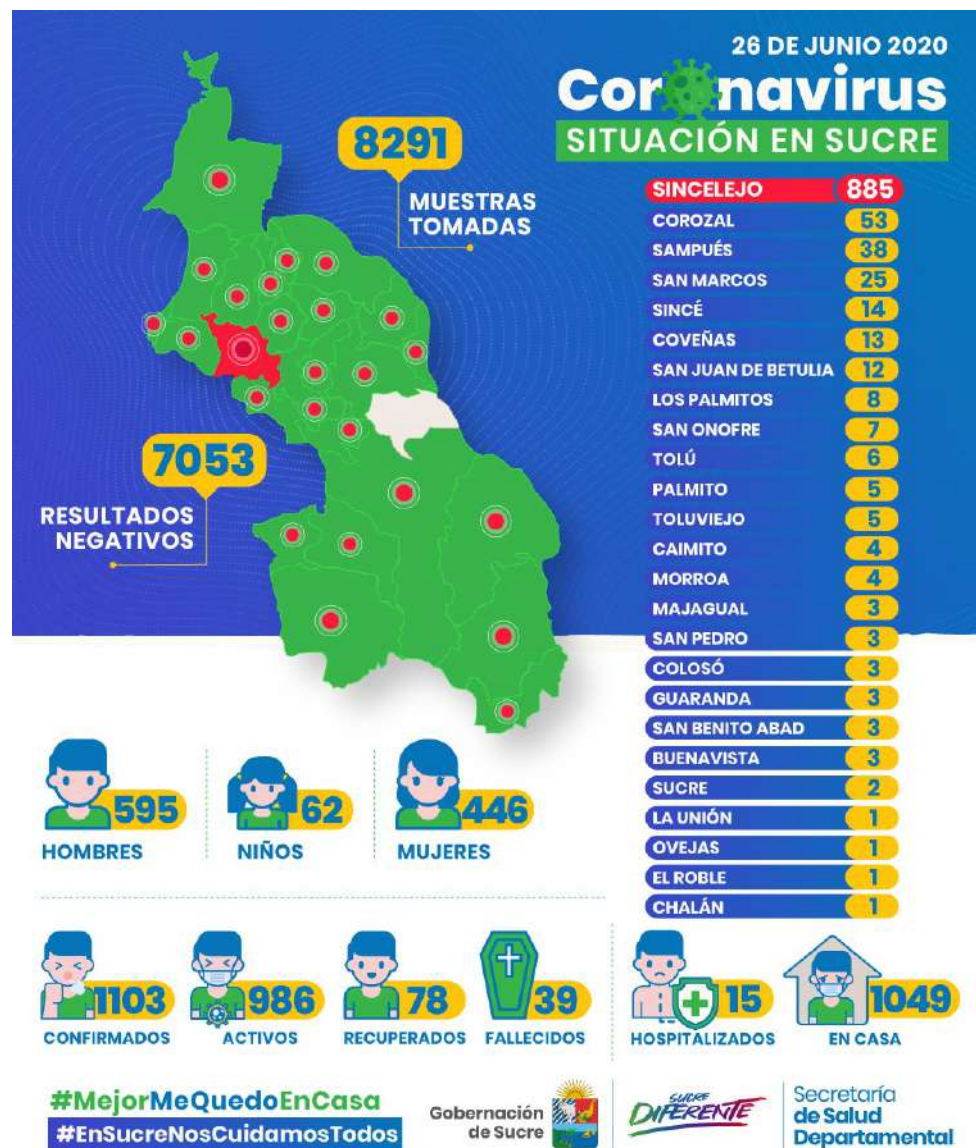 26 DE JUNIO 2020
Coronavirus
SITUACIÓN EN SUCRE
8291
MUESTRAS
TOMADAS
7053
RESULTADOS
NEGATIVOS
SINCELEJO 885
COROZAL 53
SAMPUÉS 38
SAN MARCOS 25
SINCÉ 14
COVEÑAS 13
SAN JUAN DE BETULIA 12
LOS PALMITOS 8
SAN ONOFRE 7
TOLÚ 6
PALMITO 5
TOLUVIEJO 5
CAIMITO 4
MORROA 4
MAJAGUAL 3
SAN PEDRO 3
COLOSÓ 3
GUARANDA 3
SAN BENITO ABAD 3
BUENAVISTA 3
SUCRE 2
LA UNIÓN 1
OVEJAS 1
EL ROBLE 1
CHALÁN 1
595
HOMBRES
62
NIÑOS
446
MUJERES
1103
CONFIRMADOS
986
ACTIVOS
78
RECUPERADOS
39
FALLECIDOS
15
HOSPITALIZADOS
1049
EN CASA
#MejorMeQuedoEnCasa
#EnSucreNosCuidamosTodos
Gobernación
de Sucre
SUCRE
DIFERENTE
Secretaría
de Salud
Departamental